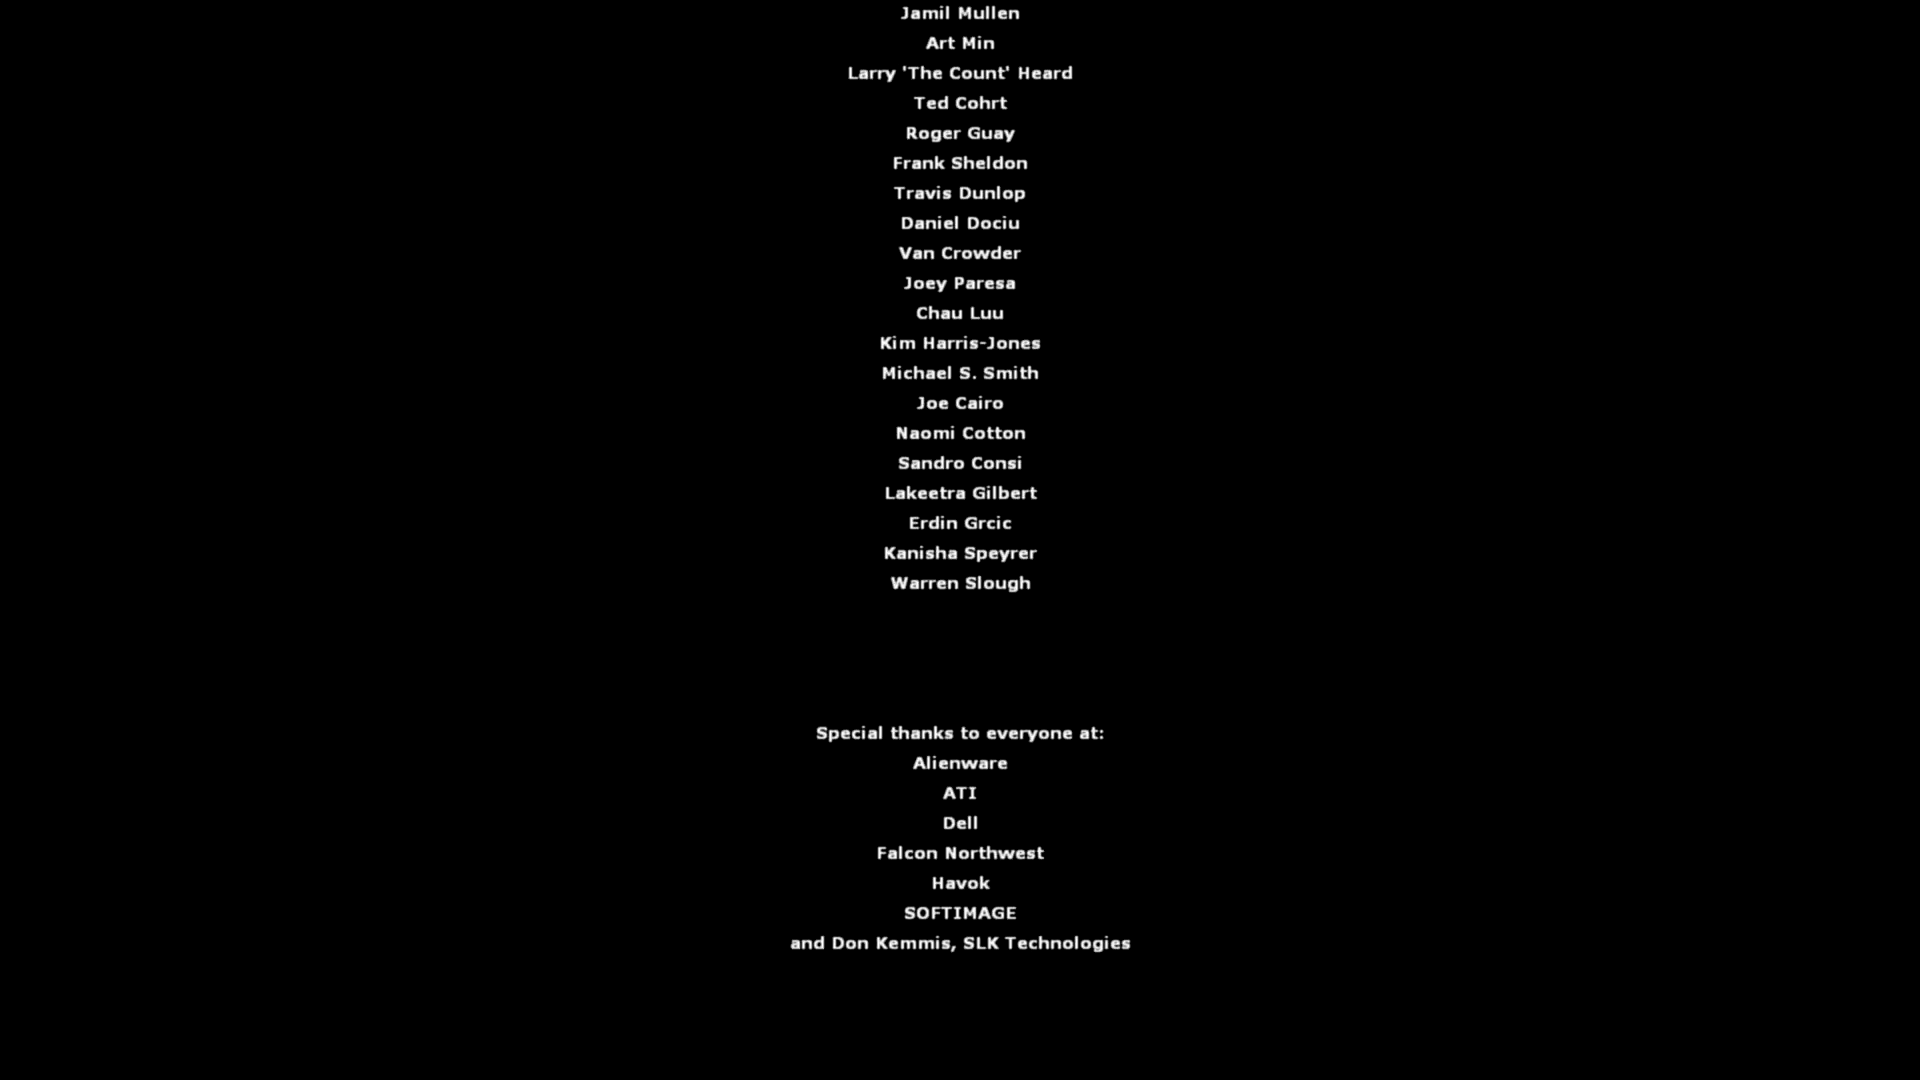 Jamil Mullen
Art Min
Larry 'The Count' Heard
Ted Cohrt
Roger Guay
Frank Sheldon
Travis Dunlop
Daniel Dociu
Van Crowder
Joey Paresa
Chau Luu
Kim Harris-Jones
Michael S. Smith
Joe Cairo
Naomi Cotton
Sandro Consi
Lakeetra Gilbert
Erdin Grcic
Kanisha Speyrer
Warren Slough
Special thanks to everyone at:
Alienware
ATI
Dell
Falcon Northwest
Havok
SOFTIMAGE
and Don Kemmis, SLK Technologies